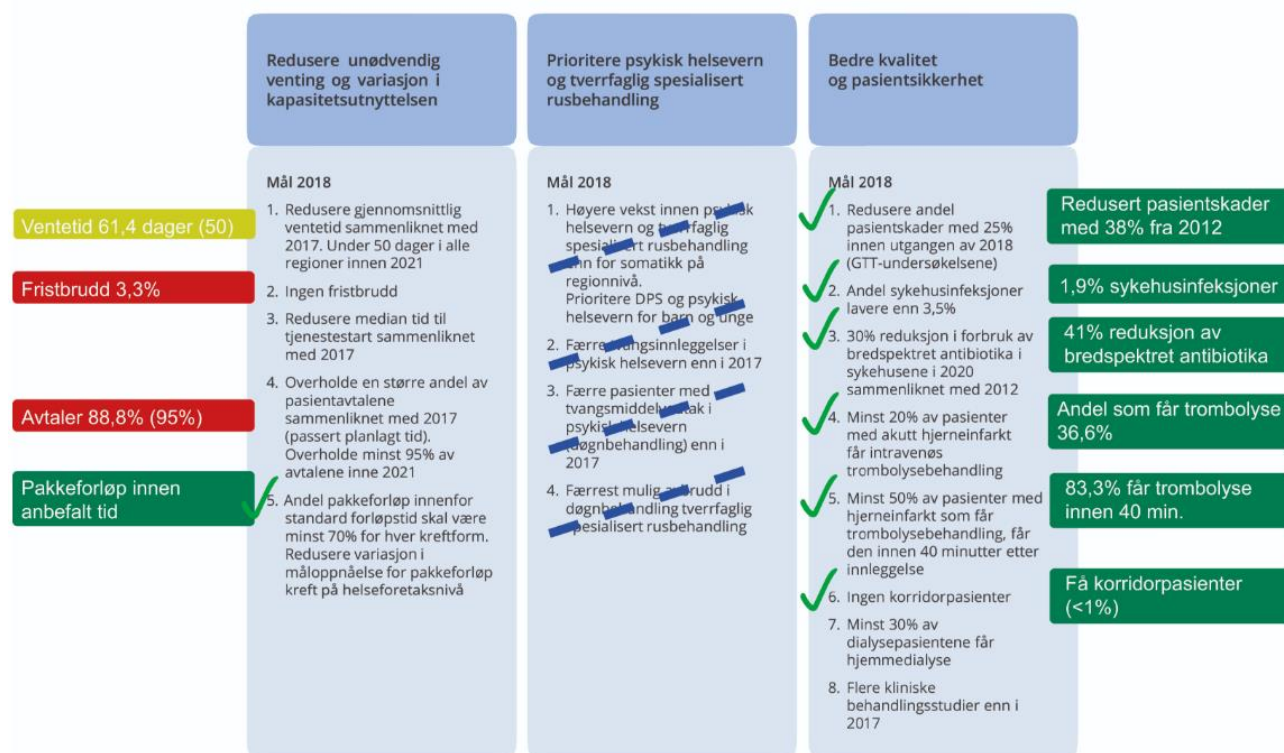 Redusere unødvendig
venting og variasjon i
kapasitetsutnyttelsen
Prioritere psykisk helsevern
og tverrfaglig spesialisert
rusbehandling
Bedre kvalitet
og pasientsikkerhet
Ventetid 61,4 dager (50)
Fristbrudd 3,3%
Avtaler 88,8% (95%)
Pakkeforløp innen
anbefalt tid
Mål 2018
1. Redusere gjennomsnittlig
ventetid sammenliknet med
2017. Under 50 dager i alle
regioner innen 2021
2. Ingen fristbrudd
3. Redusere median tid til
tjenestestart sammenliknet
med 2017
4. Overholde en større andel av
pasientavtalene
sammenliknet med 2017
(passert planlagt tid).
Overholde minst 95% av
avtalene inne 2021
5. Andel pakkeforløp innenfor
standard forløpstid skal være
minst 70% for hver kreftform.
Redusere variasjon i
måloppnåelse for pakkeforløp
kreft på helseforetaksnivå
Mål 2018
1. Høyere vekst innen psykisk
helsevern og tverrfaglig
spesialisert rusbehandling
enn for somatikk på
regionnivå.
Prioritere DPS og psykisk
helsevern for barn og unge
2. Færre tvangsinnleggelser i
psykisk helsevern enn i 2017
3. Færre pasienter med
tvangsmiddelvedtak i
psykisk helsevern
(døgnbehandling) enn i
2017
4. Færrest mulig avbrudd i
døgnbehandling tverrfaglig
spesialisert rusbehandling
Mål 2018
1. Redusere andel
pasientskader med 25%
innen utgangen av 2018
(GTT-undersøkelsene)
2. Andel sykehusinfeksjoner
lavere enn 3,5%
3. 30% reduksjon i forbruk av
bredspektret antibiotika i
sykehusene i 2020
sammenliknet med 2012
4. Minst 20% av pasienter
med akutt hjerneinfarkt
får intravenøs
trombolysebehandling
5. Minst 50% av pasienter med
hjerneinfarkt som får
trombolysebehandling, får
den innen 40 minutter etter
innleggelse
6. Ingen korridorpasienter
7. Minst 30% av
dialysepasientene får
hjemmedialyse
8. Flere kliniske
behandlingsstudier enn i
2017
Redusert pasientskader
med 38% fra 2012
1,9% sykehusinfeksjoner
41% reduksjon av
bredspektret antibiotika
Andel som får trombolyse
36,6%
83,3% får trombolyse
innen 40 min.
Få korridorpasienter
(<1%)